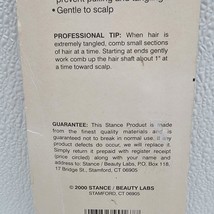 prevent pulling and tangling
• Gentle to scalp
PROFESSIONAL TIP: When hair is
extremely tangled, comb small sections
of hair at a time. Starting at ends gently
work comb up the hair shaft about 1" at
a time toward scalp.
GUARANTEE: This Stance Product is made
from the finest quality materials and is
guaranteed not to break in normal use. If any
product defects do occur, we will replace it.
Simply return it prepaid with register receipt
(price circled) along with your name and
address to: Stance / Beauty Labs, PO. Box 118,
17 Bridge St., Stamford, CT 06905
© 2000 STANCE / BEAUTY LABS
STAMFORD, CT 06905